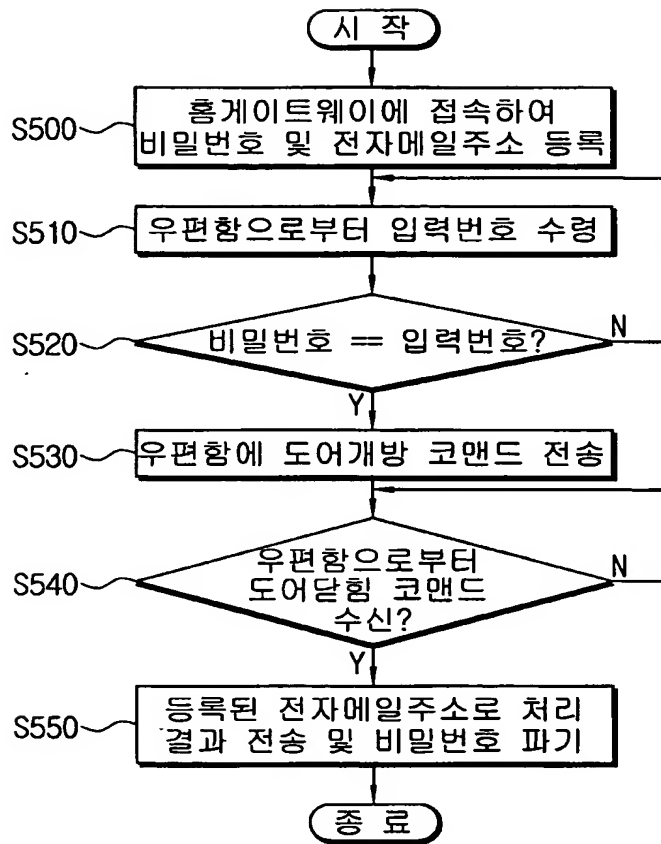 시 작
S500
홈게이트웨이에 접속하여
비밀번호 및 전자메일주소 등록
S510
우편함으로부터 입력번호 수령
S520
비밀번호 == 입력번호?
N
Y
S530
우편함에 도어개방 코맨드 전송
S540
우편함으로부터
도어닫힘 코맨드
수신?
N
Y
S550
등록된 전자메일주소로 처리
결과 전송 및 비밀번호 파기
종 료